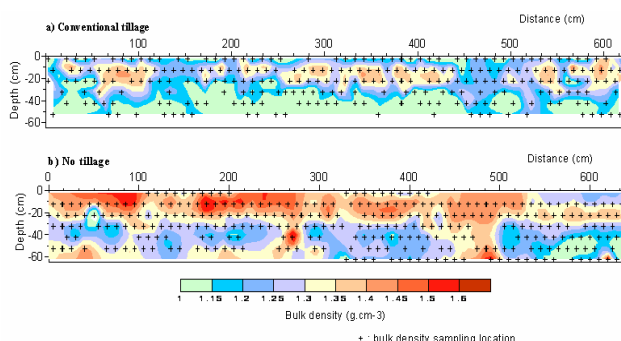 Distance (cm)
a) Conventional tillage
100 200 300 400 500 600
Depth (cm)
0
-20
-40
-60
b) No tillage
Distance (cm)
0 100 200 300 400 500 600
Depth (cm)
0
-20
-40
-60
1 1.15 1.2 1.25 1.3 1.35 1.4 1.45 1.5 1.6
Bulk density (g.cm-3)
+ : bulk density sampling location